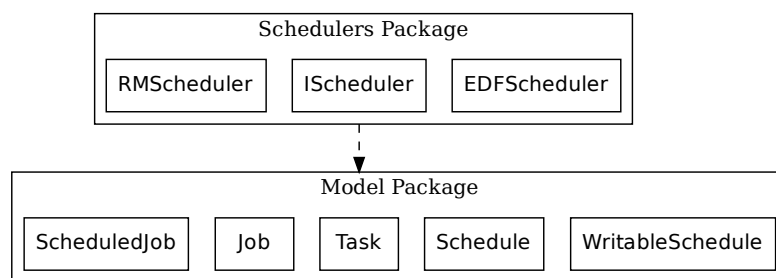 Schedulers Package
RMScheduler IScheduler EDFScheduler
Model Package
ScheduledJob Job Task Schedule WritableSchedule